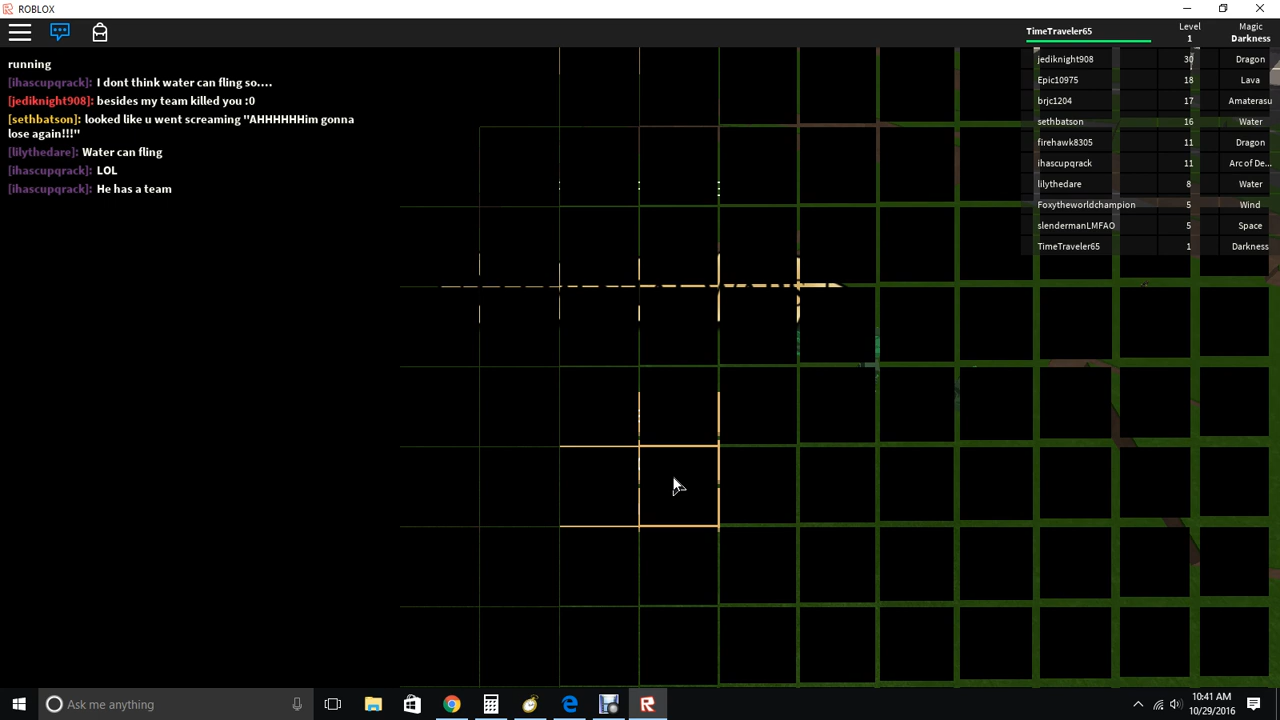 ROBLOX
TimeTraveler65 Level 1 Magic Darkness
jediknight908 30 Dragon
Epic10975 18 Lava
brjc1204 17 Amaterasu
sethbatson 16 Water
firehawk8305 11 Dragon
ihascupqrack 11 Arc of De...
lilythedare 8 Water
Foxytheworldchampion 5 Wind
slendermanLMFAO 5 Space
TimeTraveler65 1 Darkness
running
[ihascupqrack]: I dont think water can fling so....
[jediknight908]: besides my team killed you :0
[sethbatson]: looked like u went screaming "AHHHHHHim gonna
lose again!!!"
[lilythedare]: Water can fling
[ihascupqrack]: LOL
[ihascupqrack]: He has a team
Ask me anything
10:41 AM
10/29/2016